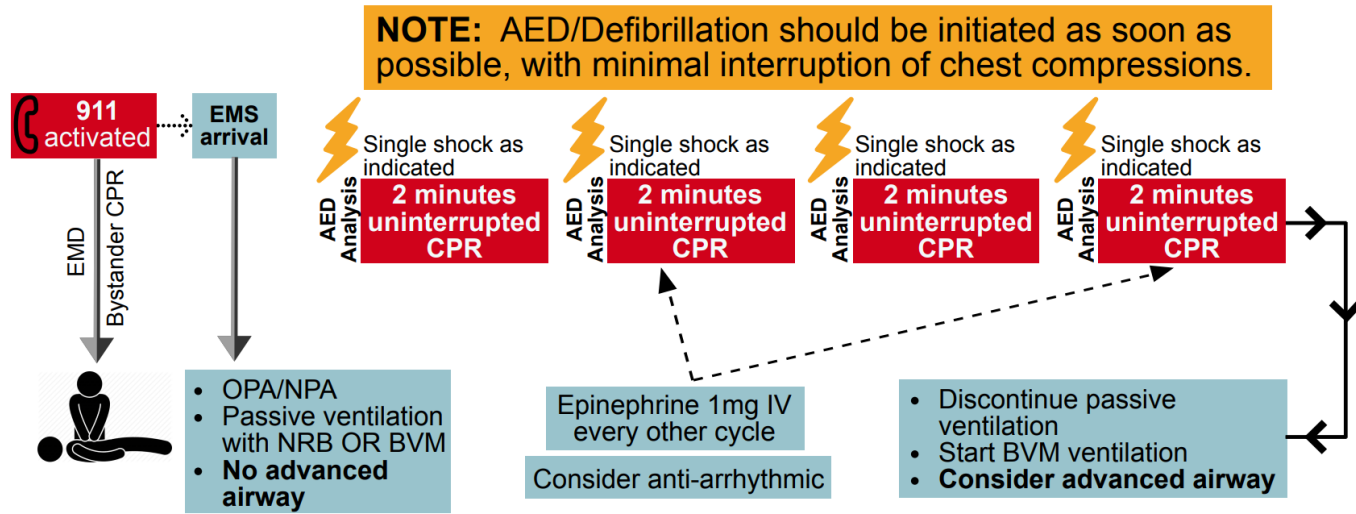 NOTE: AED/Defibrillation should be initiated as soon as
possible, with minimal interruption of chest compressions.
911
activated
EMS
arrival
EMD
Bystander CPR
• OPA/NPA
• Passive ventilation
with NRB OR BVM
• No advanced
airway
Single shock as
indicated
AED
Analysis
2 minutes
uninterrupted
CPR
Single shock as
indicated
AED
Analysis
2 minutes
uninterrupted
CPR
Single shock as
indicated
AED
Analysis
2 minutes
uninterrupted
CPR
Single shock as
indicated
AED
Analysis
2 minutes
uninterrupted
CPR
Epinephrine 1mg IV
every other cycle
Consider anti-arrhythmic
• Discontinue passive
ventilation
• Start BVM ventilation
• Consider advanced airway